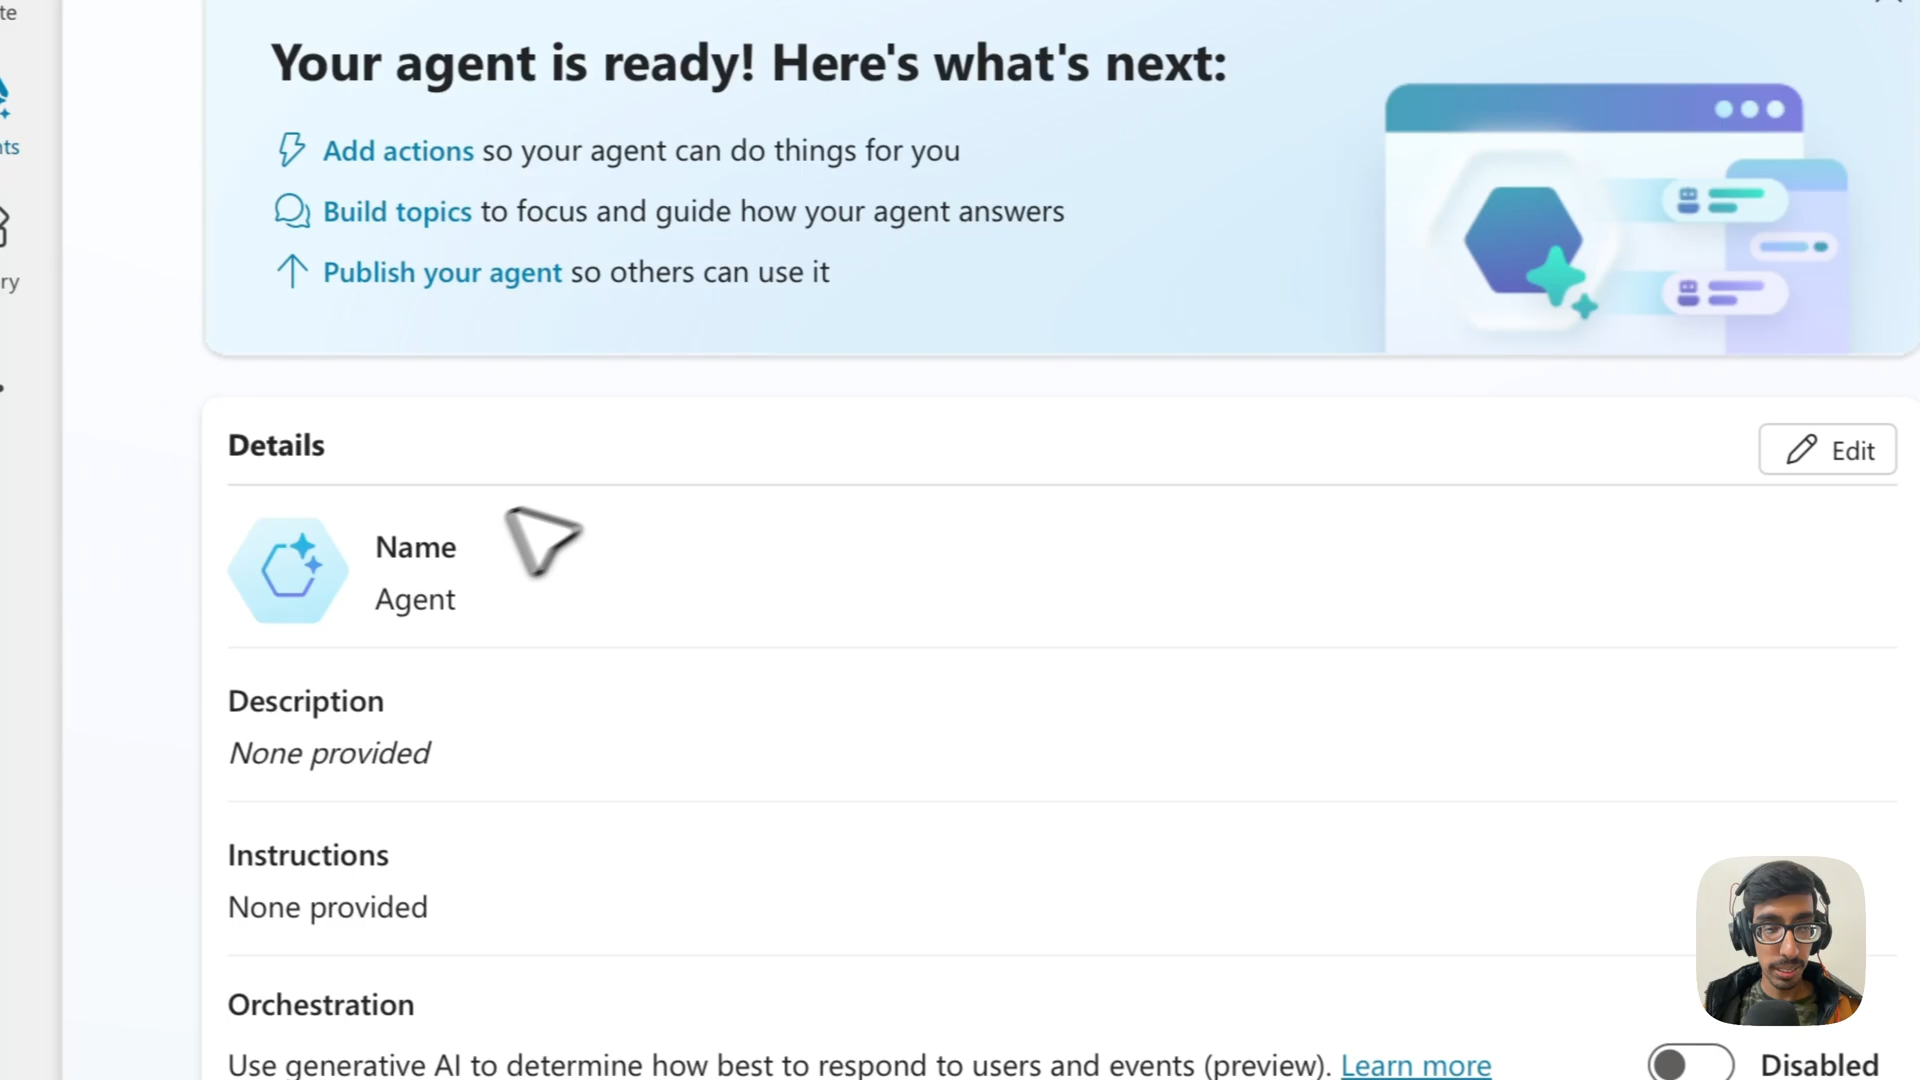 te
Your agent is ready! Here's what's next:
Add actions so your agent can do things for you
nts
Build topics to focus and guide how your agent answers
Publish your agent so others can use it
ry
Details
Edit
Name
Agent
Description
None provided
Instructions
None provided
Orchestration
Use generative AI to determine how best to respond to users and events (preview). Learn more
Disabled